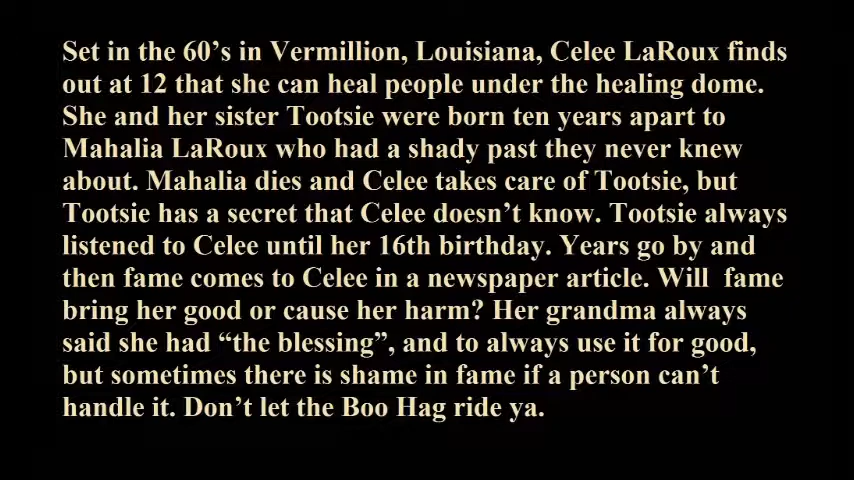 Set in the 60's in Vermillion, Louisiana, Celee LaRoux finds
out at 12 that she can heal people under the healing dome.
She and her sister Tootsie were born ten years apart to
Mahalia LaRoux who had a shady past they never knew
about. Mahalia dies and Celee takes care of Tootsie, but
Tootsie has a secret that Celee doesn't know. Tootsie always
listened to Celee until her 16th birthday. Years go by and
then fame comes to Celee in a newspaper article. Will  fame
bring her good or cause her harm? Her grandma always
said she had “the blessing”, and to always use it for good,
but sometimes there is shame in fame if a person can't
handle it. Don't let the Boo Hag ride ya.